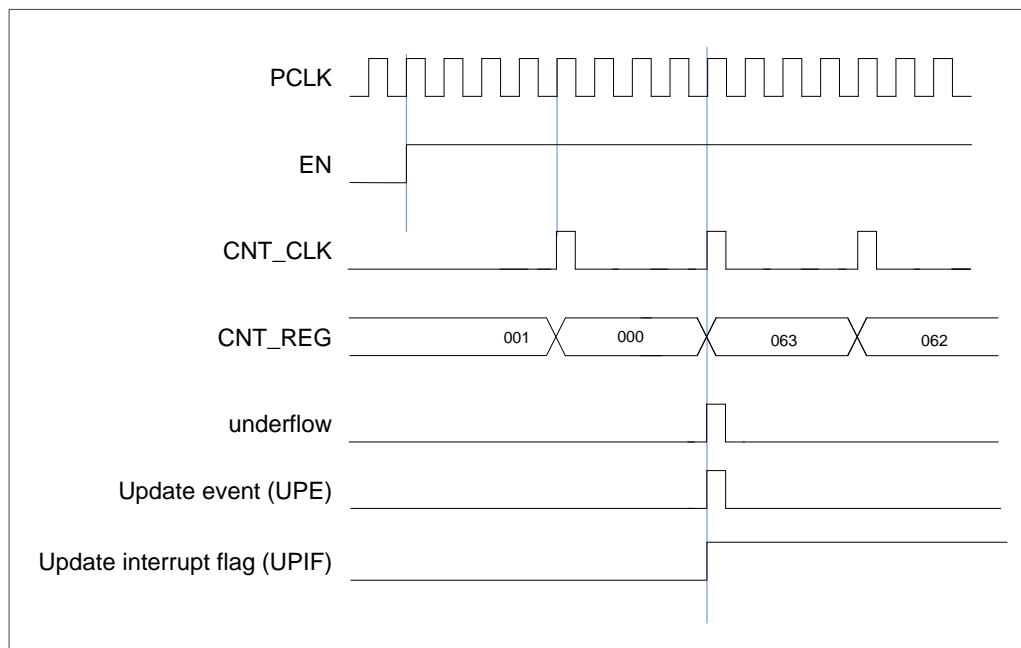 PCLK
EN
CNT_CLK
CNT_REG
001
000
063
062
underflow
Update event (UPE)
Update interrupt flag (UPIF)